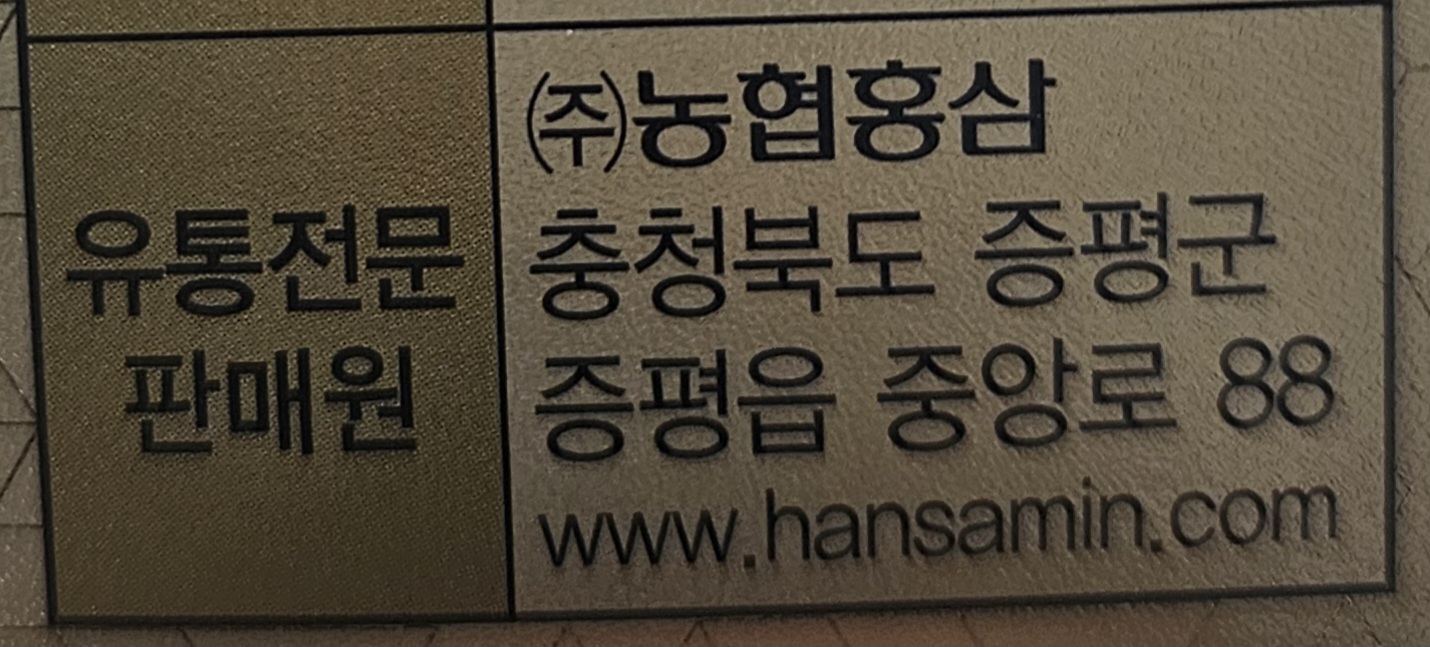 유통전문
판매원
㈜농협홍삼
충청북도 증평군
증평읍 중앙로 88
www.hansamin.com